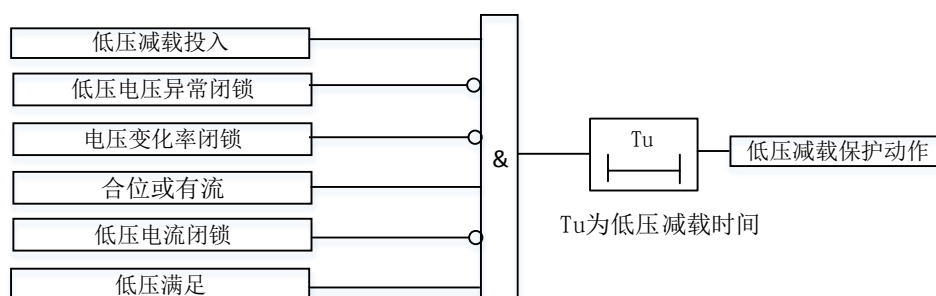 低压减载投入
低压电压异常闭锁
电压变化率闭锁
合位或有流
低压电流闭锁
低压满足
&
Tu
低压减载保护动作
Tu为低压减载时间